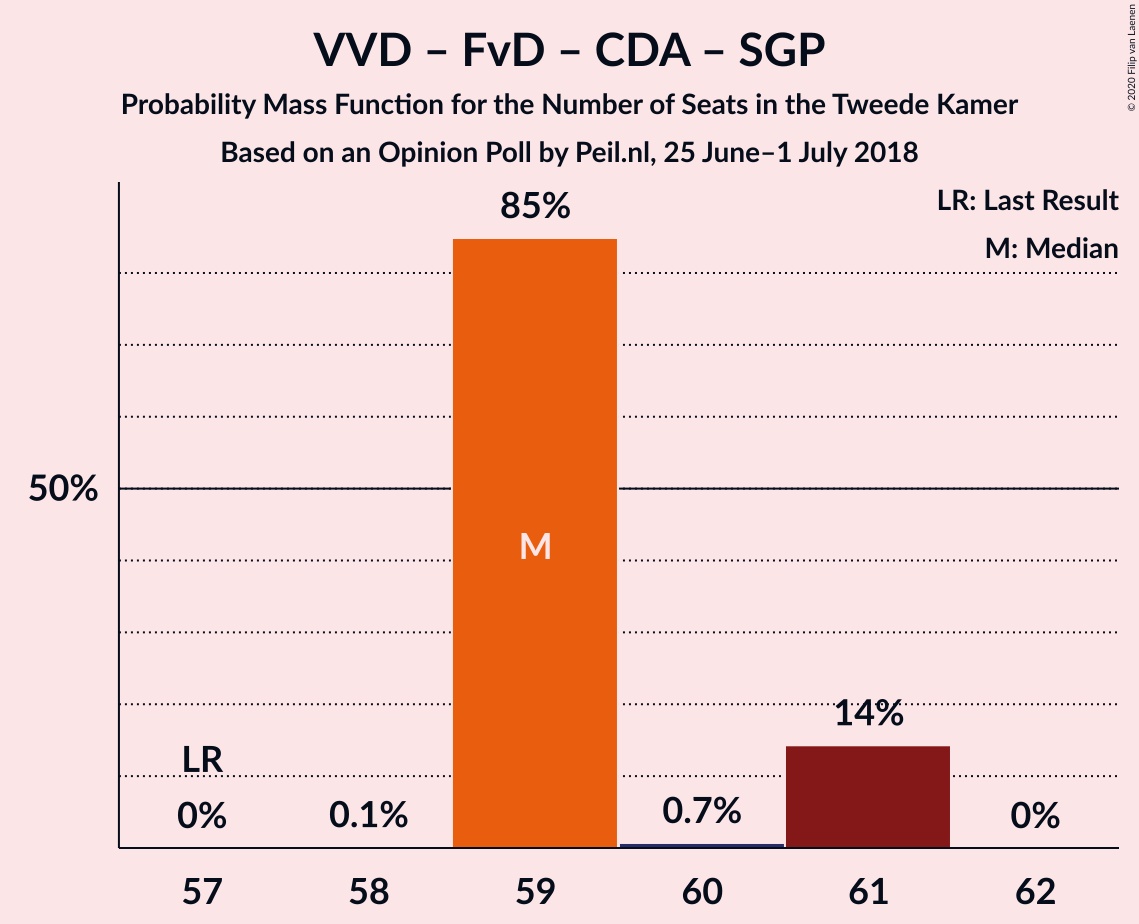 VVD – FvD – CDA – SGP
Probability Mass Function for the Number of Seats in the Tweede Kamer
Based on an Opinion Poll by Peil.nl, 25 June–1 July 2018
© 2020 Filip van Laenen
LR: Last Result
M: Median
85%
50%
M
14%
LR
0%
0.1%
0.7%
0%
57 58 59 60 61 62